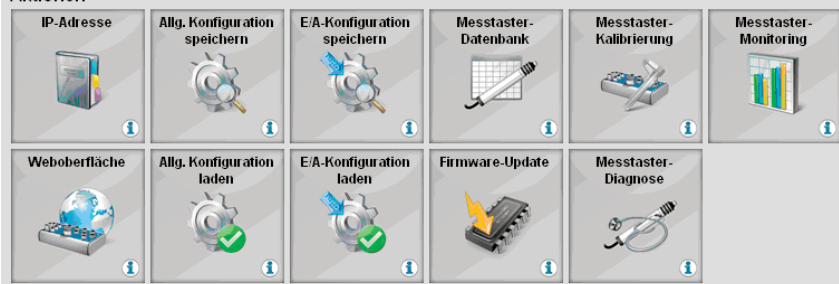 Aktionen
IP-Adresse
Allg. Konfiguration
speichern
E/A-Konfiguration
speichern
Messtaster-
Datenbank
Messtaster-
Kalibrierung
Messtaster-
Monitoring
Weboberfläche
Allg. Konfiguration
laden
E/A-Konfiguration
laden
Firmware-Update
Messtaster-
Diagnose